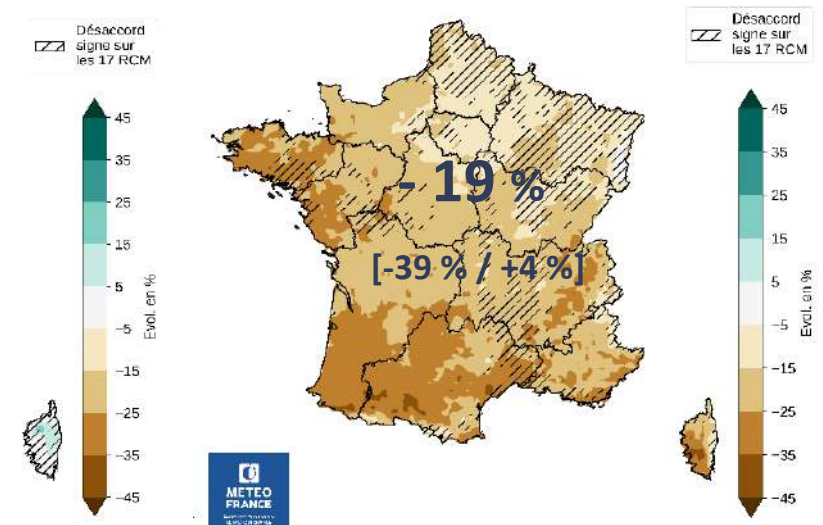 Désaccord
signe sur
les 17 RCM
45
35
25
15
5
−5
−15
−25
−35
−45
Evol. en %
- 19 %
[-39 % / +4 %]
METEO
FRANCE
Désaccord
signe sur
les 17 RCM
45
35
25
15
5
−5
−15
−25
−35
−45
Evol. en %